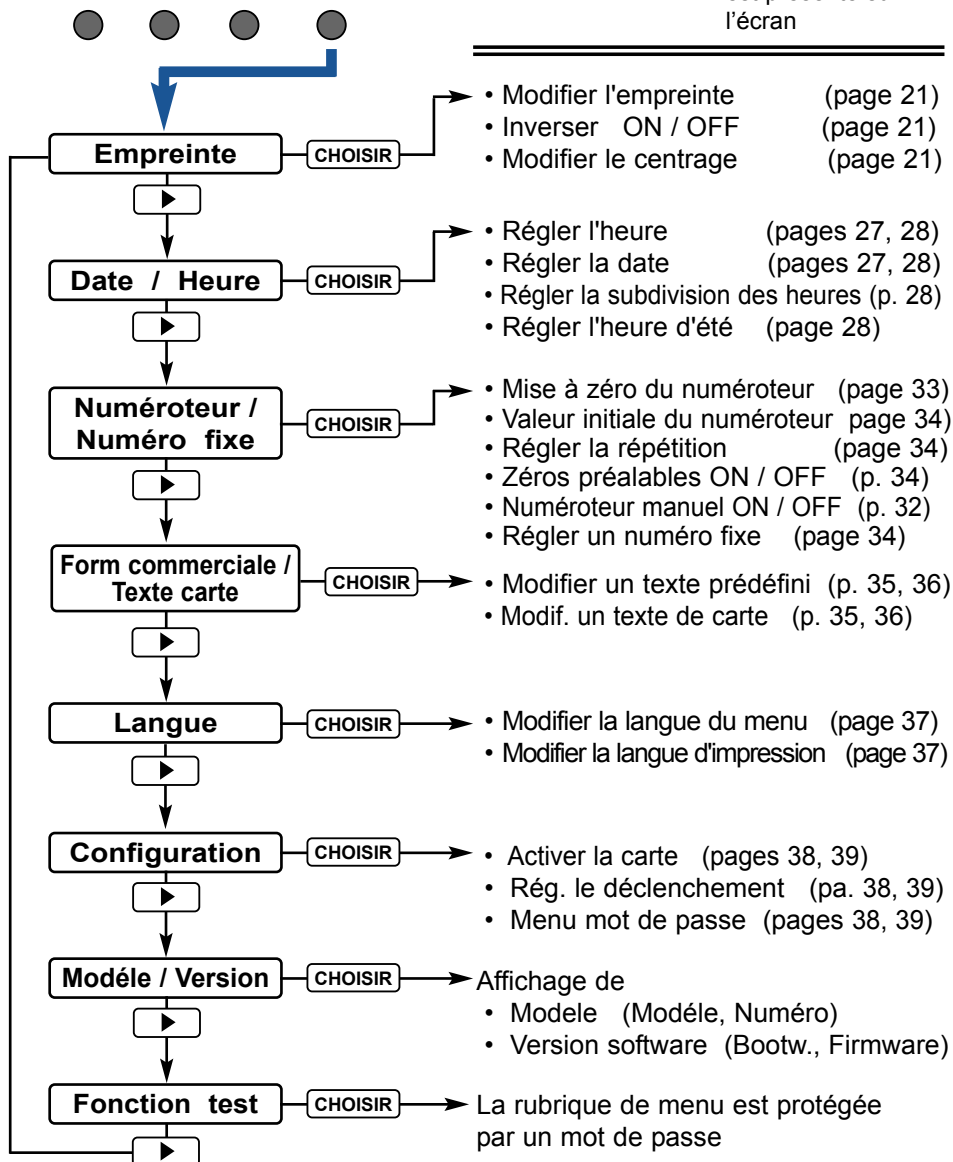 l'écran
Empreinte
CHOISIR
• Modifier l'empreinte (page 21)
• Inverser ON / OFF (page 21)
• Modifier le centrage (page 21)
Date / Heure
CHOISIR
• Régler l'heure (pages 27, 28)
• Régler la date (pages 27, 28)
• Régler la subdivision des heures (p. 28)
• Régler l'heure d'été (page 28)
Numéroteur /
Numéro fixe
CHOISIR
• Mise à zéro du numéroteur (page 33)
• Valeur initiale du numéroteur page 34)
• Régler la répétition (page 34)
• Zéros préalables ON / OFF (p. 34)
• Numéroteur manuel ON / OFF (p. 32)
• Régler un numéro fixe (page 34)
Form commerciale /
Texte carte
CHOISIR
• Modifier un texte prédéfini (p. 35, 36)
• Modif. un texte de carte (p. 35, 36)
Langue
CHOISIR
• Modifier la langue du menu (page 37)
• Modifier la langue d'impression (page 37)
Configuration
CHOISIR
• Activer la carte (pages 38, 39)
• Rég. le déclenchement (pa. 38, 39)
• Menu mot de passe (pages 38, 39)
Modéle / Version
CHOISIR
Affichage de
• Modele (Modéle, Numéro)
• Version software (Bootw., Firmware)
Fonction test
CHOISIR
La rubrique de menu est protégée
par un mot de passe